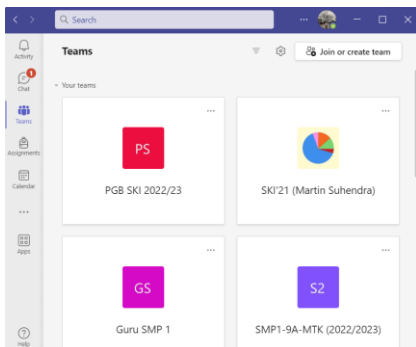 Search
Activity
Teams
Join or create team
Chat
1
Your teams
Teams
Assignments
PS
Calendar
PGB SKI 2022/23
SKI'21 (Martin Suhendra)
Apps
GS
S2
Guru SMP 1
SMP1-9A-MTK (2022/2023)
Help